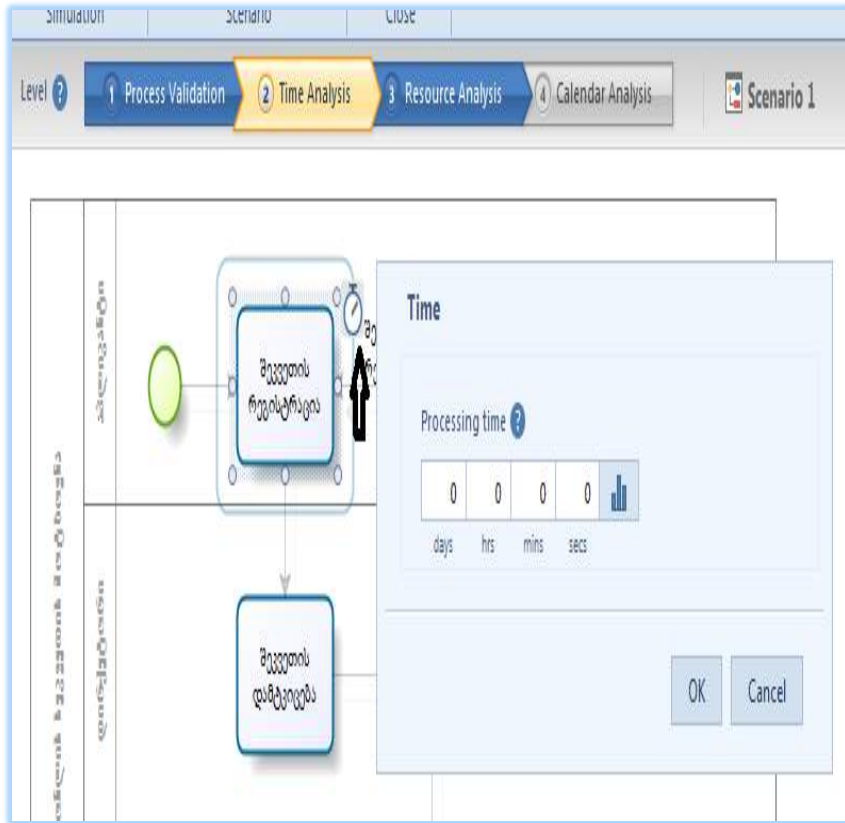 Simulation Scenario Close
Level ? 1 Process Validation 2 Time Analysis 3 Resource Analysis 4 Calendar Analysis Scenario 1
შეკვეთის
რეგისტრაცია
Time
Processing time ?
0 0 0 0
days hrs mins secs
შეკვეთის
დამტკიცება
OK Cancel